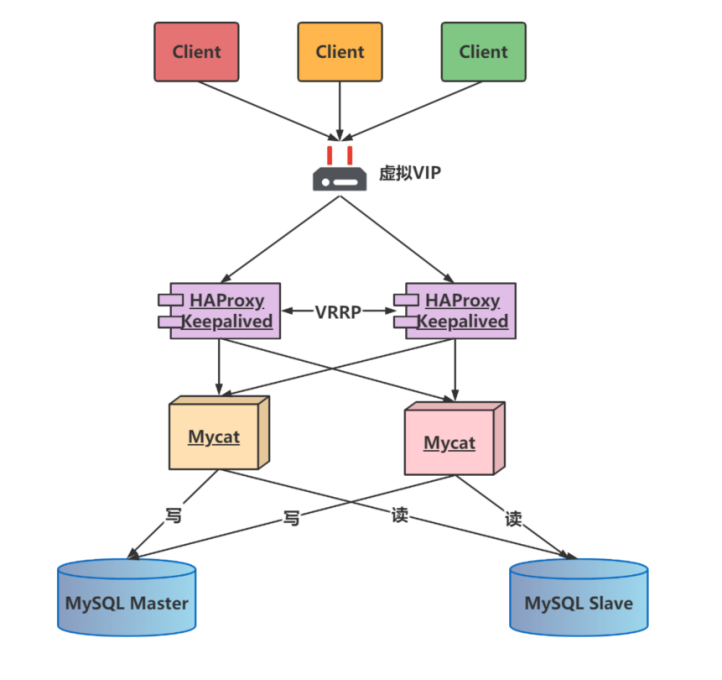 Client
Client
Client
虚拟VIP
HAProxy
Keepalived
VRRP
HAProxy
Keepalived
Mycat
Mycat
写
写
读
读
MySQL Master
MySQL Slave